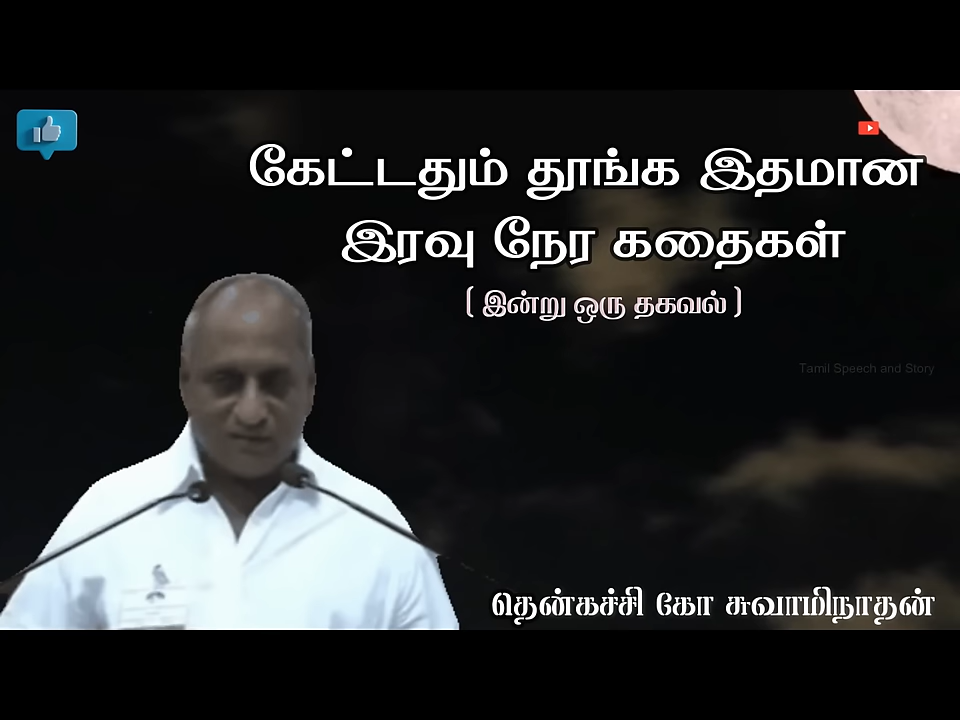 கேட்டதும் தூங்க இதமான
இரவு நேர கதைகள்
( இன்று ஒரு தகவல் )
Tamil Speech and Story
தென்கச்சி கோ சுவாமிநாதன்